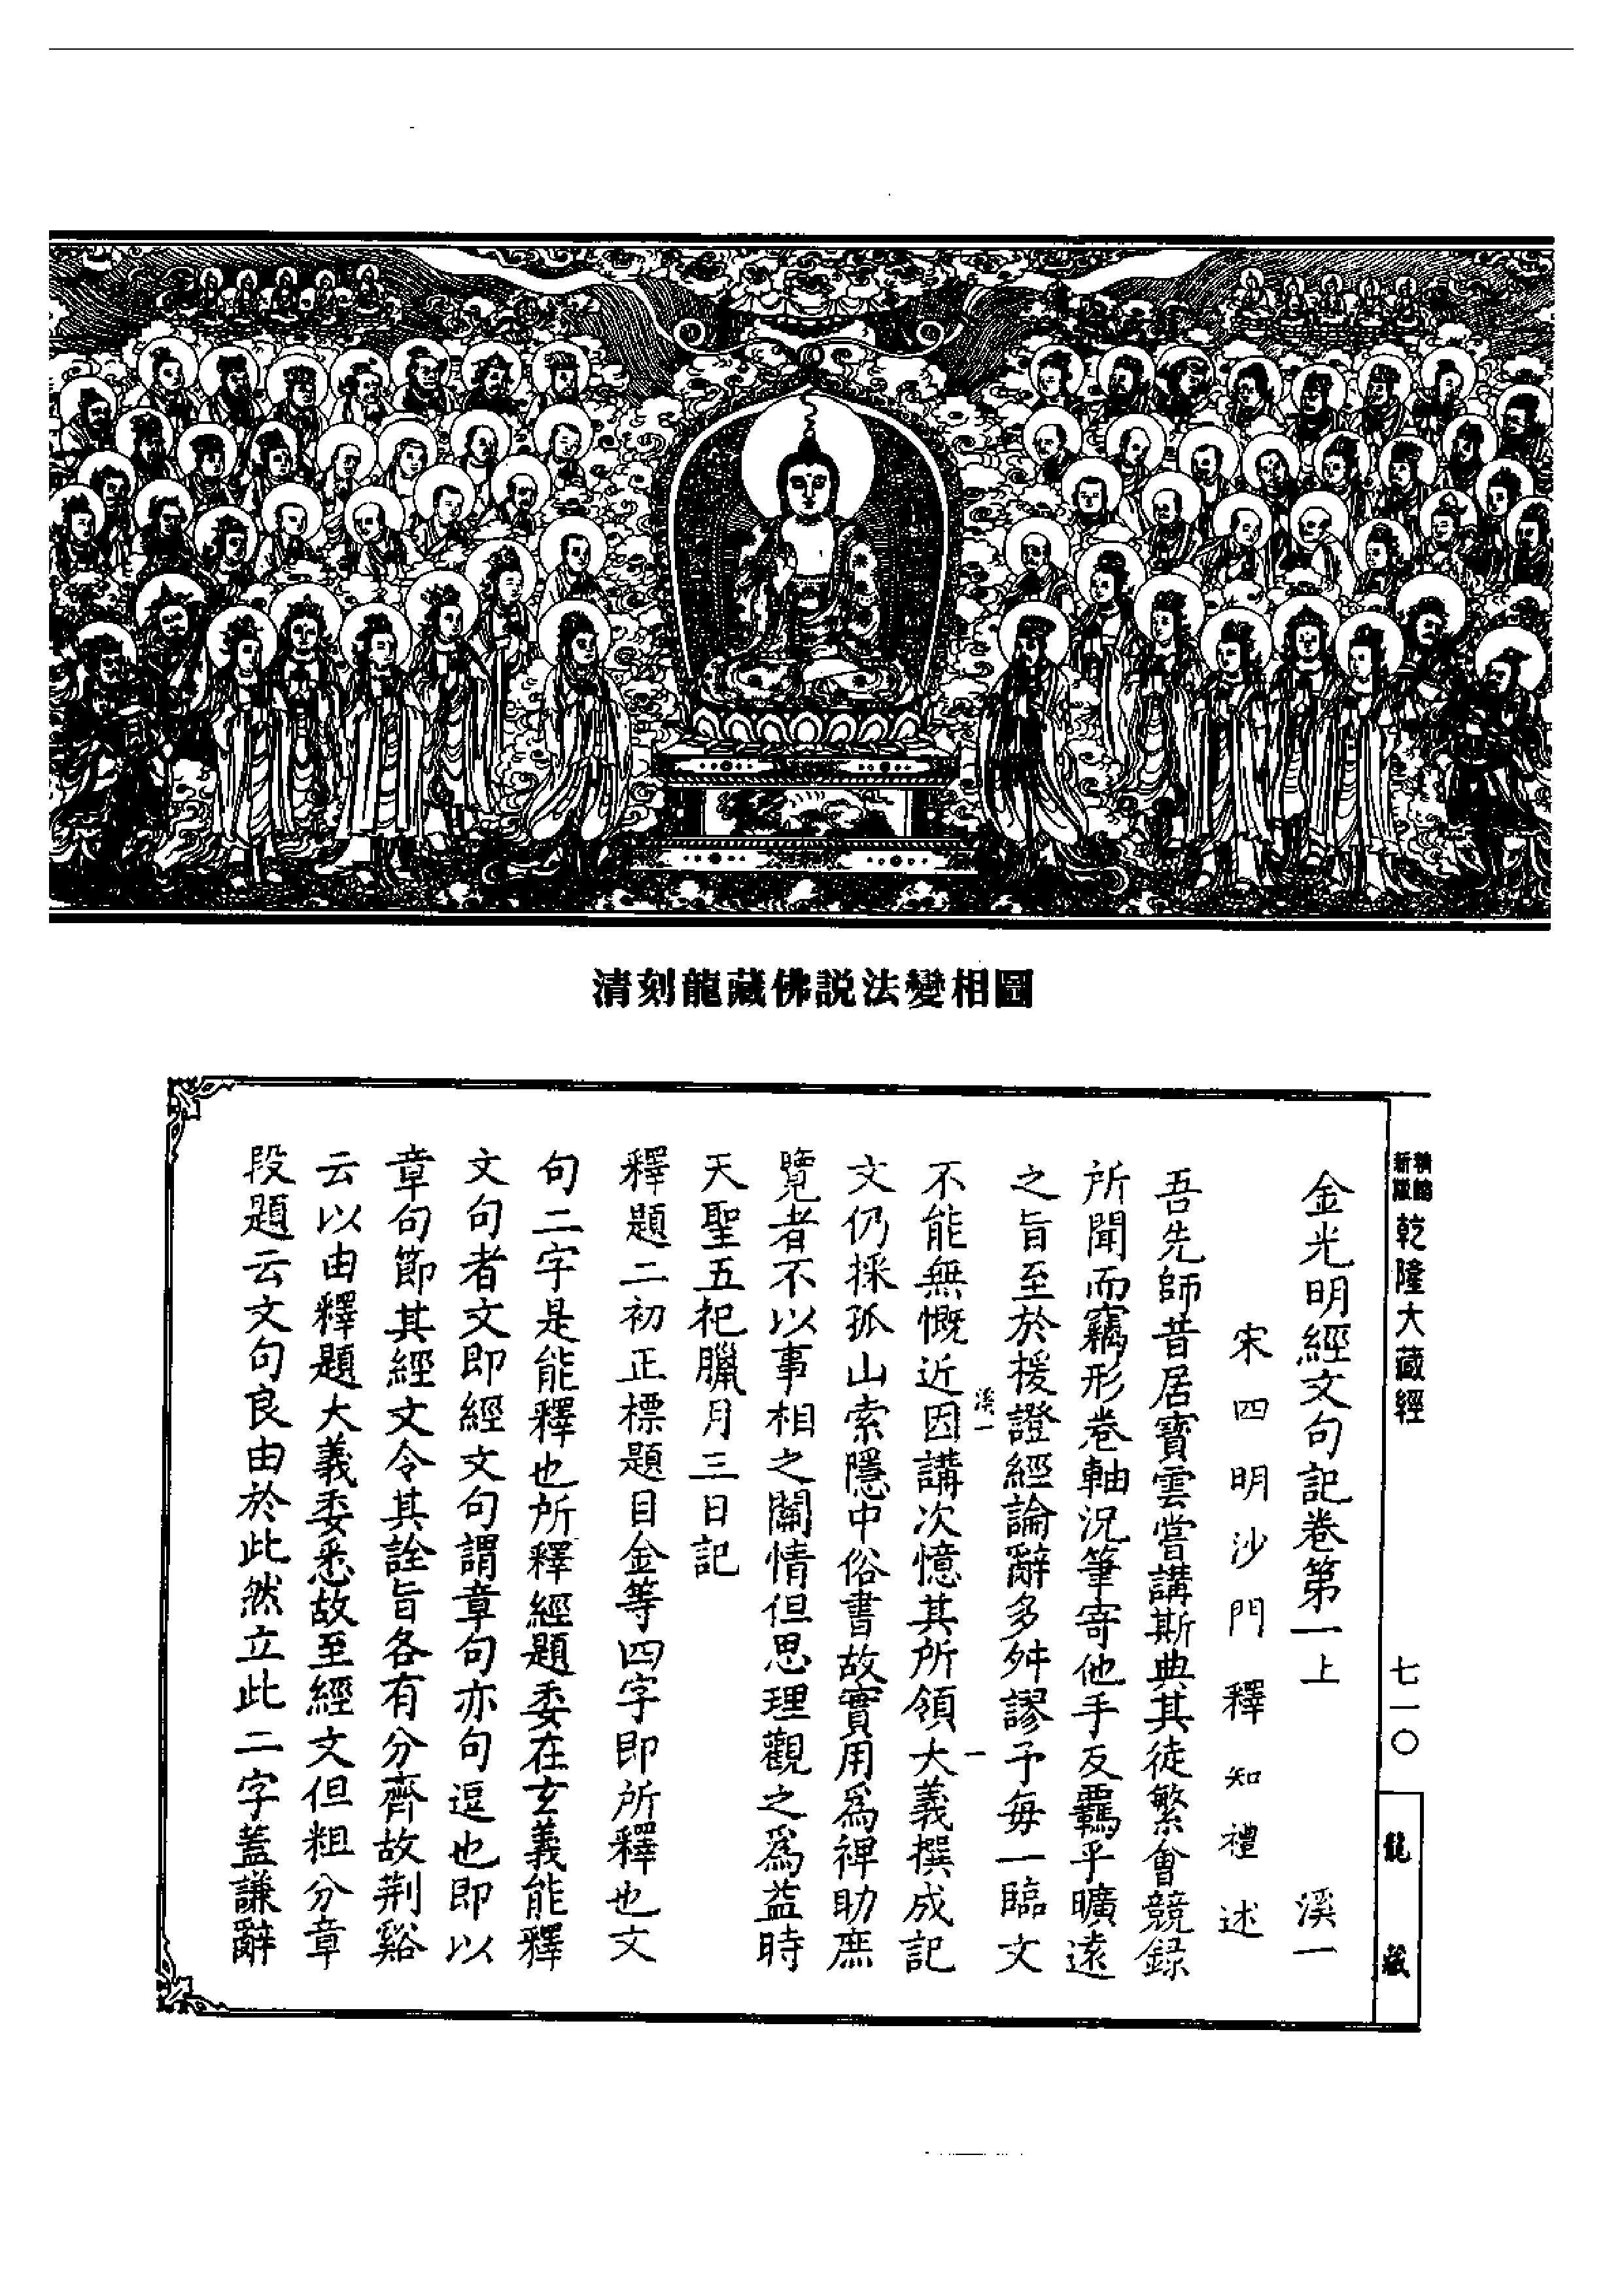 清刻龍藏佛説法變相圖
新版
精縮
乾隆大藏經
七一〇
龍藏
金光明經文句記卷第一上 溪一
宋四明沙門釋知禮述
吾先師昔居寳雲嘗講斯典其徒繁會競録
所聞而竊形卷軸況筆寄他手反羈乎曠遠
之旨至於援證經論辭多舛謬予毎一臨文
溪一
一
不能無慨近因講次憶其所領大義撰成記
文仍採孤山索隱中俗書故實用爲裨助庶
覽者不以事相之關情但思理觀之爲益時
天聖五祀臘月三日記
釋題二初正標題目金等四字即所釋也文
句二字是能釋也所釋經題委在玄義能釋
文句者文即經文句謂章句亦句逗也即以
章句節其經文令其詮旨各有分齊故荆谿
云以由釋題大義委悉故至經文但粗分章
段題云文句良由於此然立此二字蓋謙辭